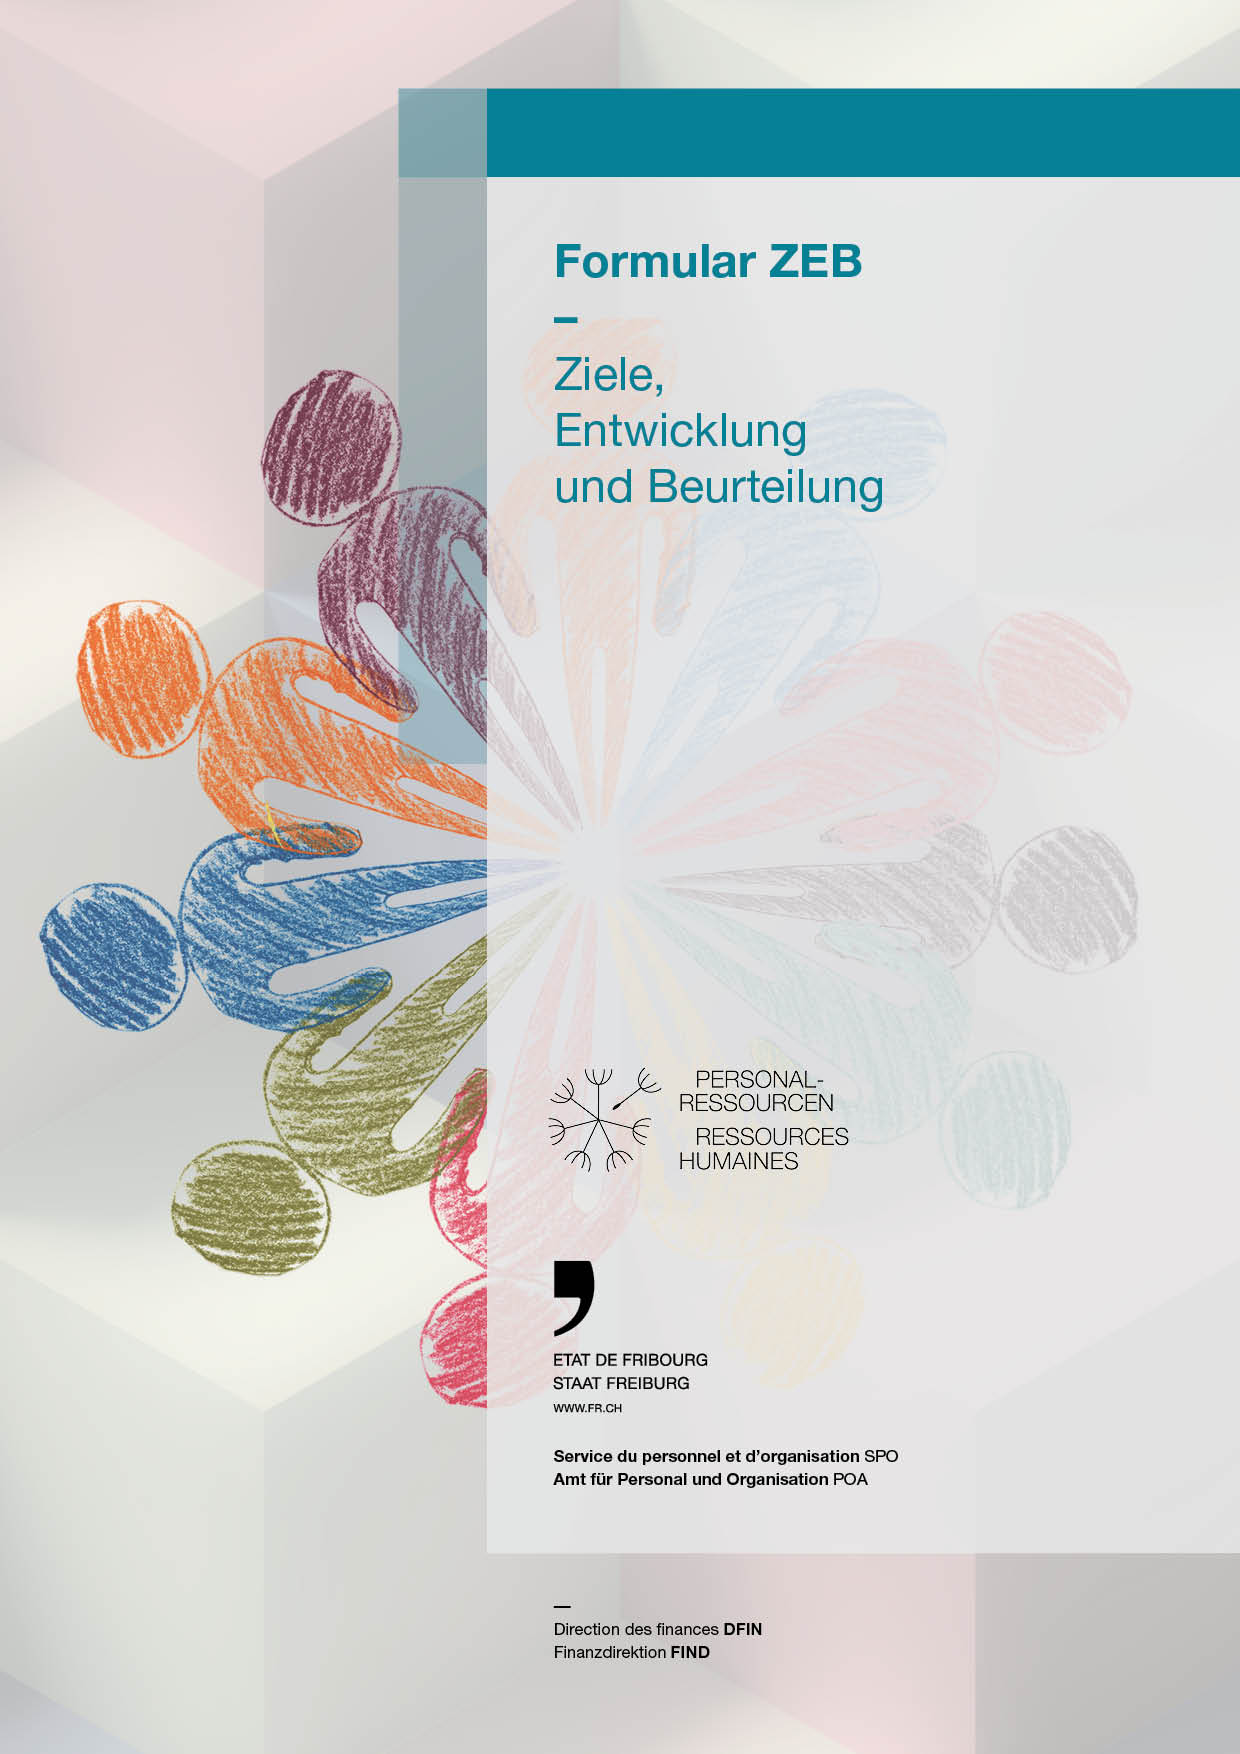 Formular ZEB
–
Ziele,
Entwicklung
und Beurteilung
PERSONAL-
RESSOURCEN
RESSOURCES
HUMAINES
ETAT DE FRIBOURG
STAAT FREIBURG
WWW.FR.CH
Service du personnel et d’organisation SPO
Amt für Personal und Organisation POA
—
Direction des finances DFIN
Finanzdirektion FIND